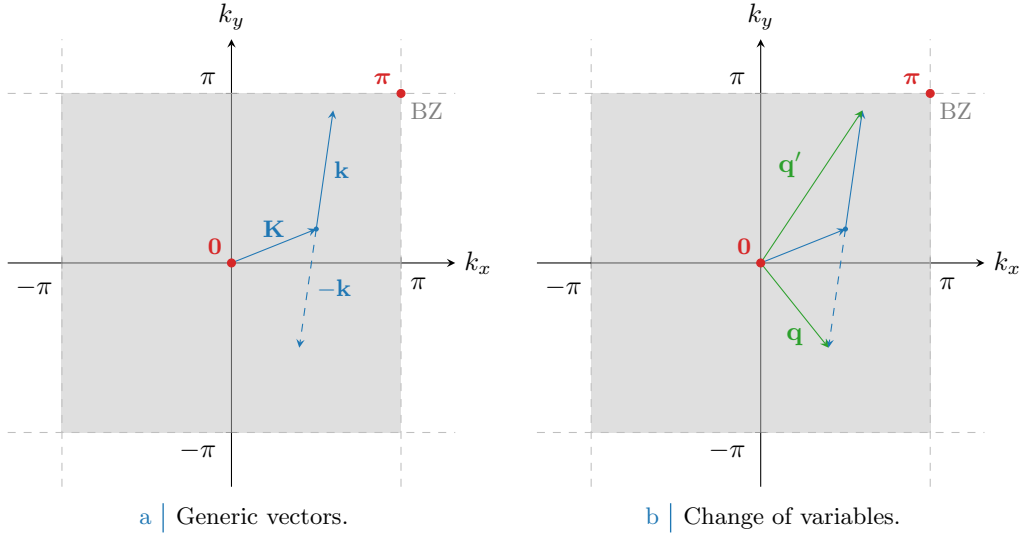 k_y
π
π
BZ
k
K
0
k_x
−π
π
−k
−π
a | Generic vectors.
k_y
π
π
BZ
q′
0
k_x
−π
π
q
−π
b | Change of variables.